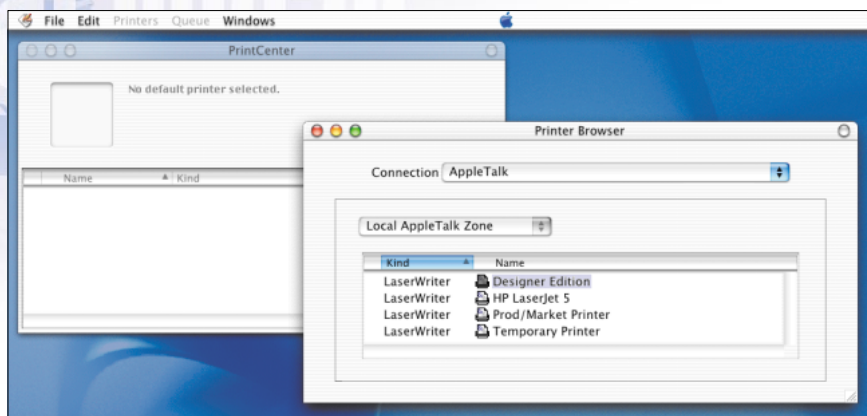 File Edit Printers Queue Windows
PrintCenter
No default printer selected.
Name Kind
Printer Browser
Connection AppleTalk
Local AppleTalk Zone
Kind Name
LaserWriter Designer Edition
LaserWriter HP LaserJet 5
LaserWriter Prod/Market Printer
LaserWriter Temporary Printer